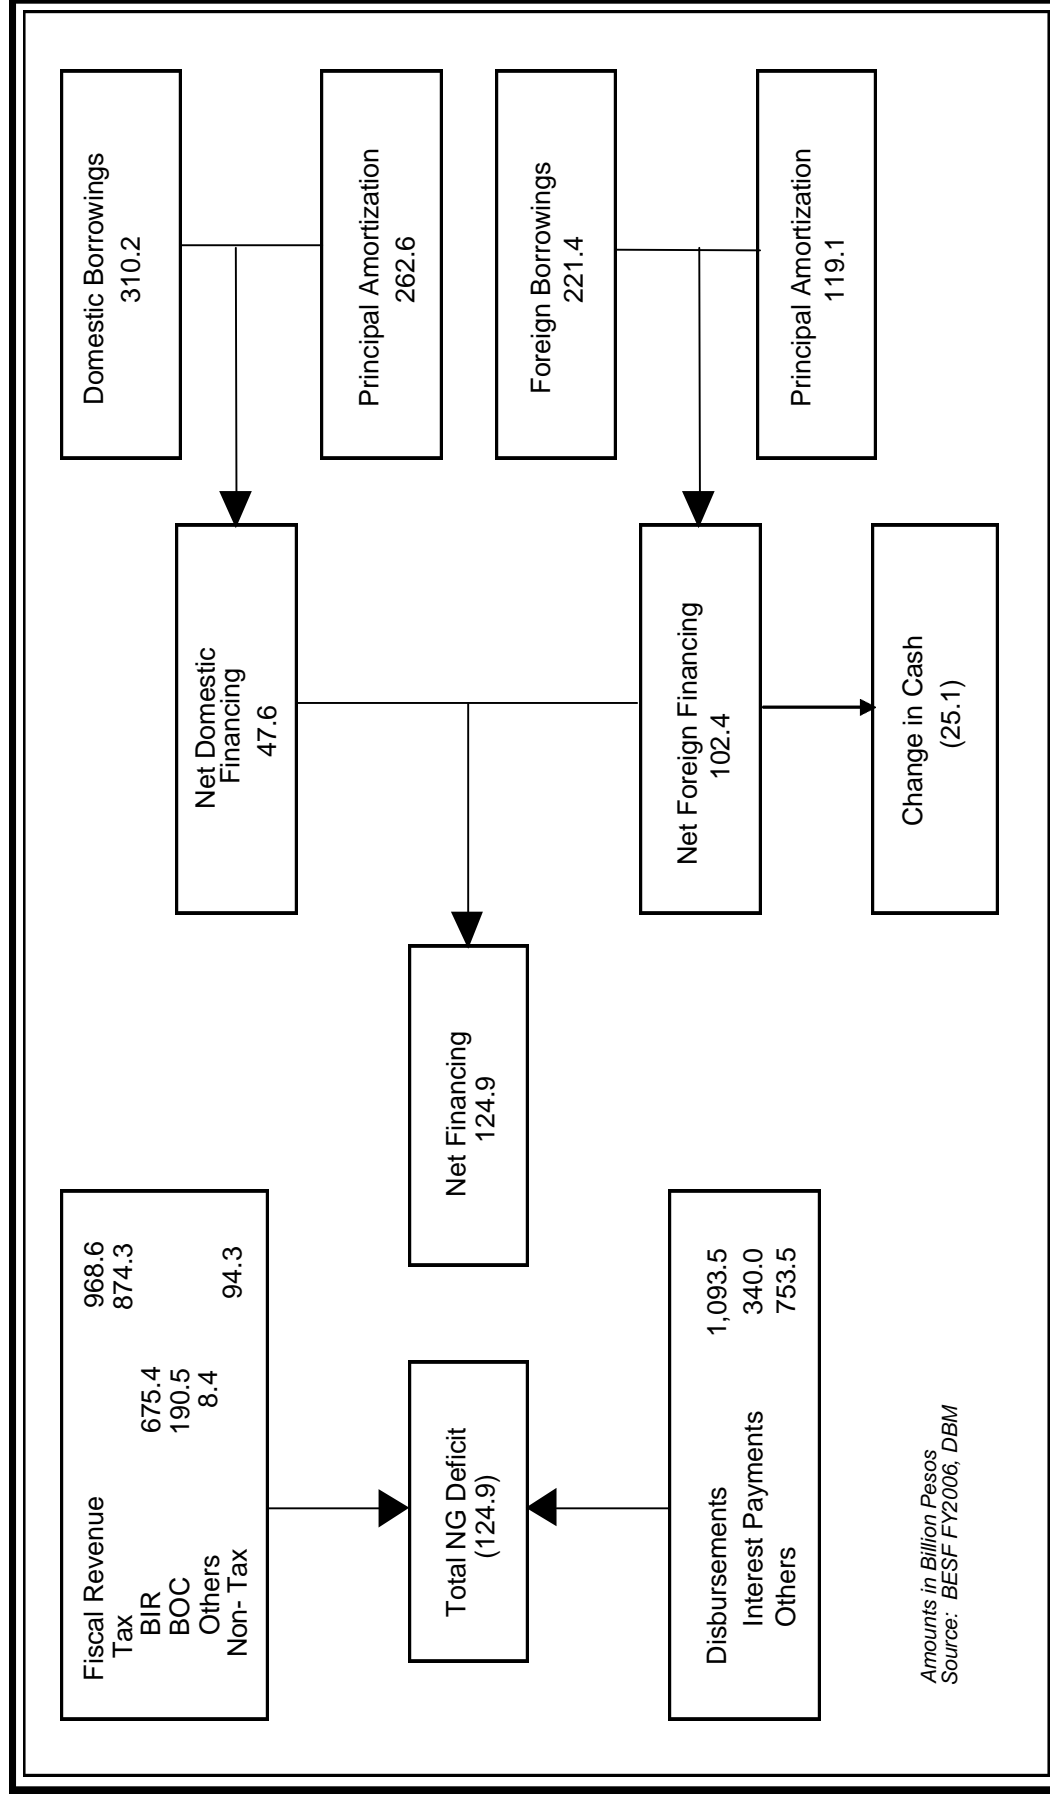 Fiscal Revenue 968.6
Tax 874.3
BIR 675.4
BOC 190.5
Others 8.4
Non- Tax 94.3
Total NG Deficit
(124.9)
Disbursements 1,093.5
Interest Payments 340.0
Others 753.5
Net Financing
124.9
Net Domestic
Financing
47.6
Net Foreign Financing
102.4
Change in Cash
(25.1)
Domestic Borrowings
310.2
Principal Amortization
262.6
Foreign Borrowings
221.4
Principal Amortization
119.1
Amounts in Billion Pesos
Source: BESF FY2006, DBM